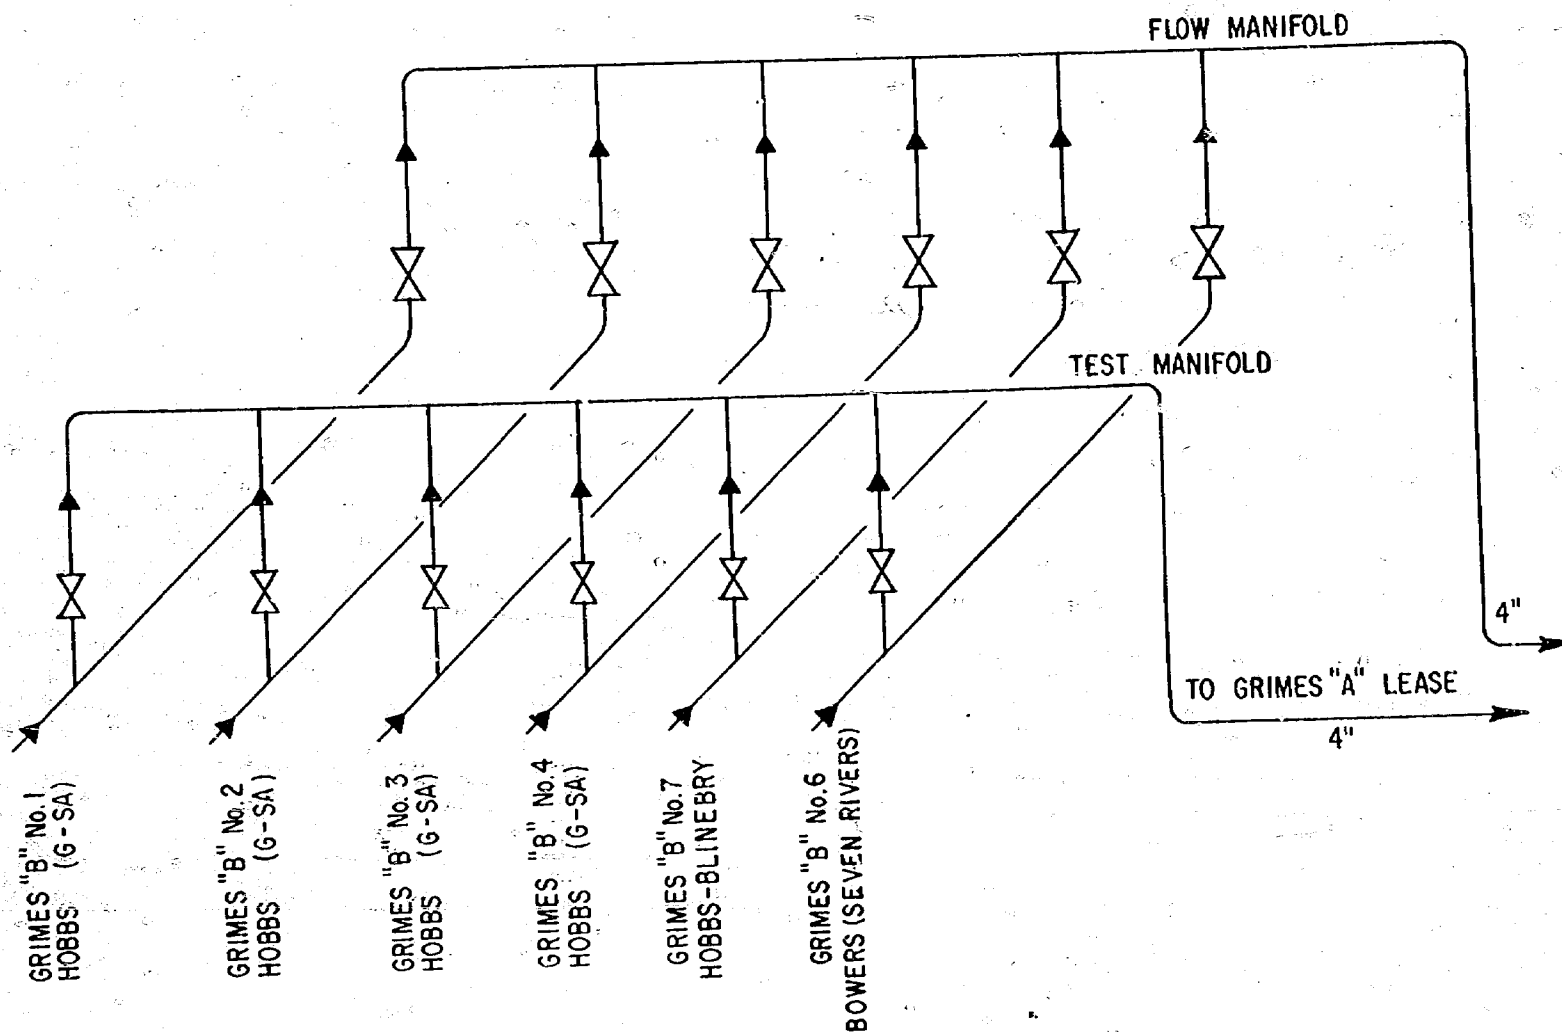 FLOW MANIFOLD
TEST MANIFOLD
4"
TO GRIMES "A" LEASE
4"
GRIMES "B" No.1
HOBBS (G-SA)
GRIMES "B" No.2
HOBBS (G-SA)
GRIMES "B" No.3
HOBBS (G-SA)
GRIMES "B" No.4
HOBBS (G-SA)
GRIMES "B" No.7
HOBBS-BLINEBRY
GRIMES "B" No.6
BOWERS (SEVEN RIVERS)